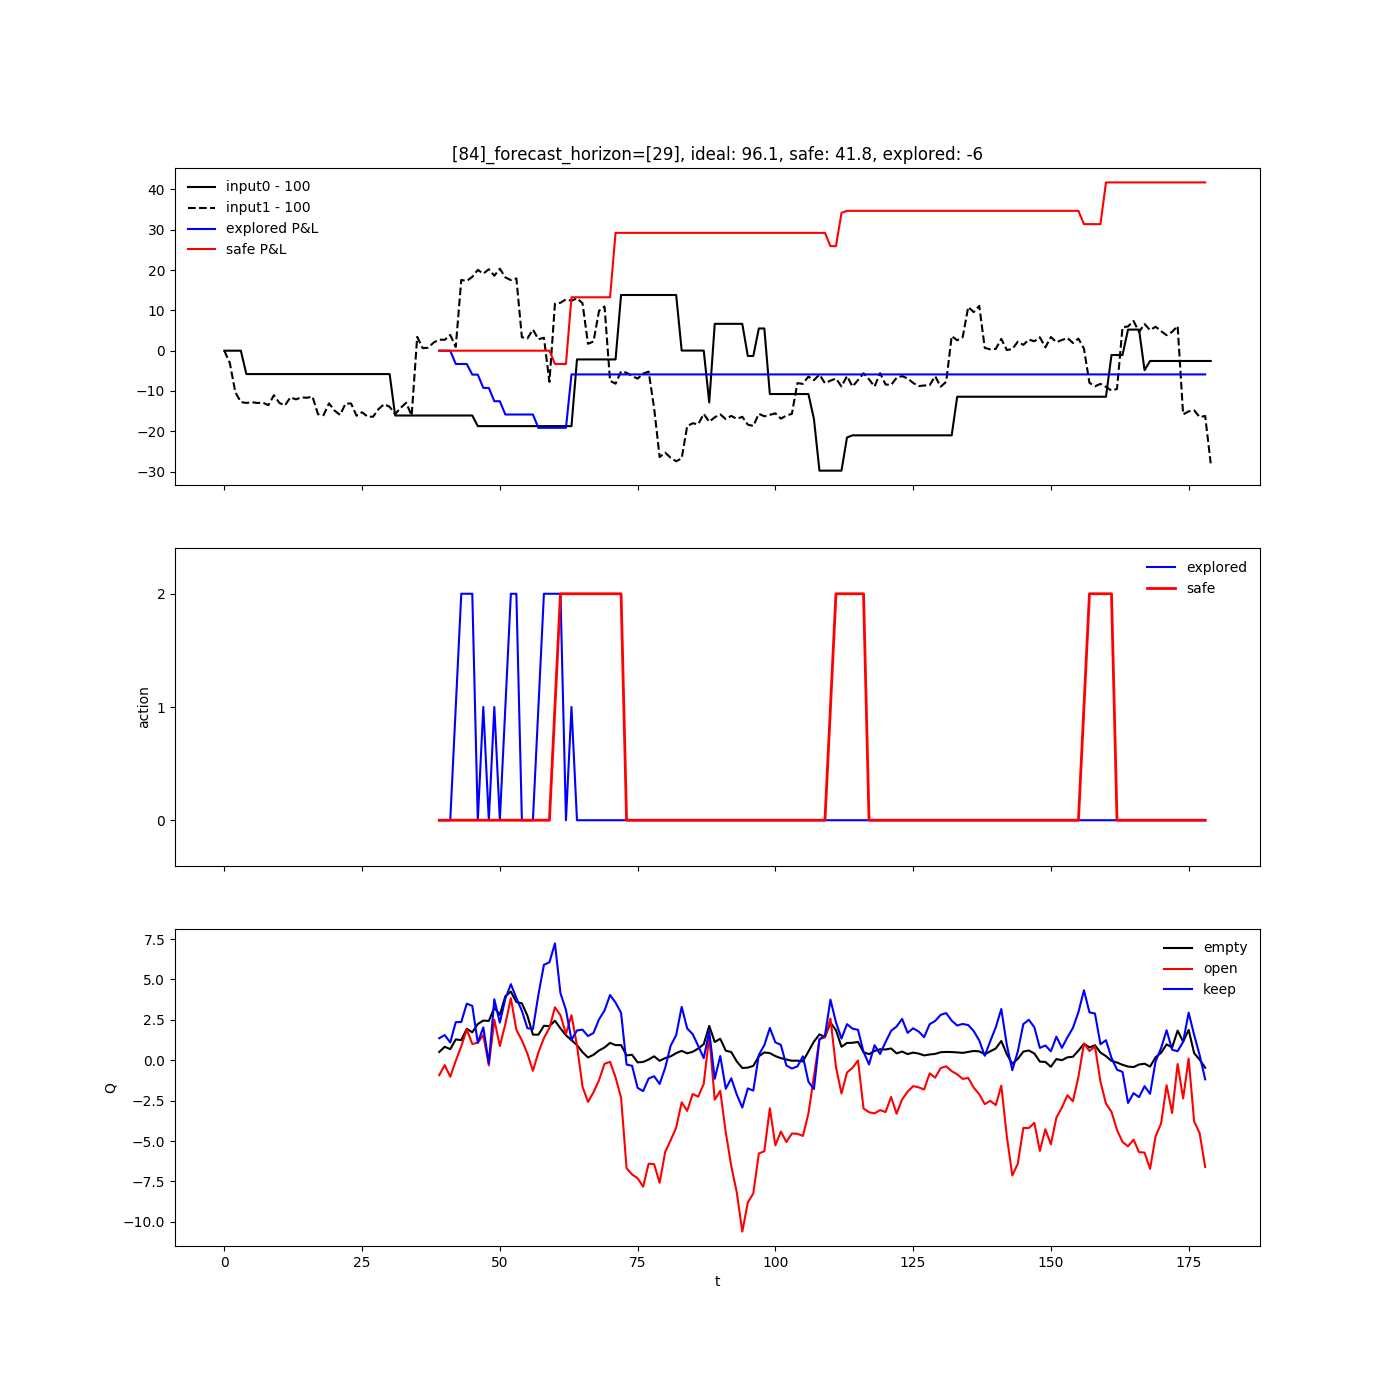 [84]_forecast_horizon=[29], ideal: 96.1, safe: 41.8, explored: -6
input0 - 100
input1 - 100
explored P&L
safe P&L
40
30
20
10
0
−10
−20
−30
explored
safe
2
1
0
action
empty
open
keep
7.5
5.0
2.5
0.0
−2.5
−5.0
−7.5
−10.0
Q
0 25 50 75 100 125 150 175
t